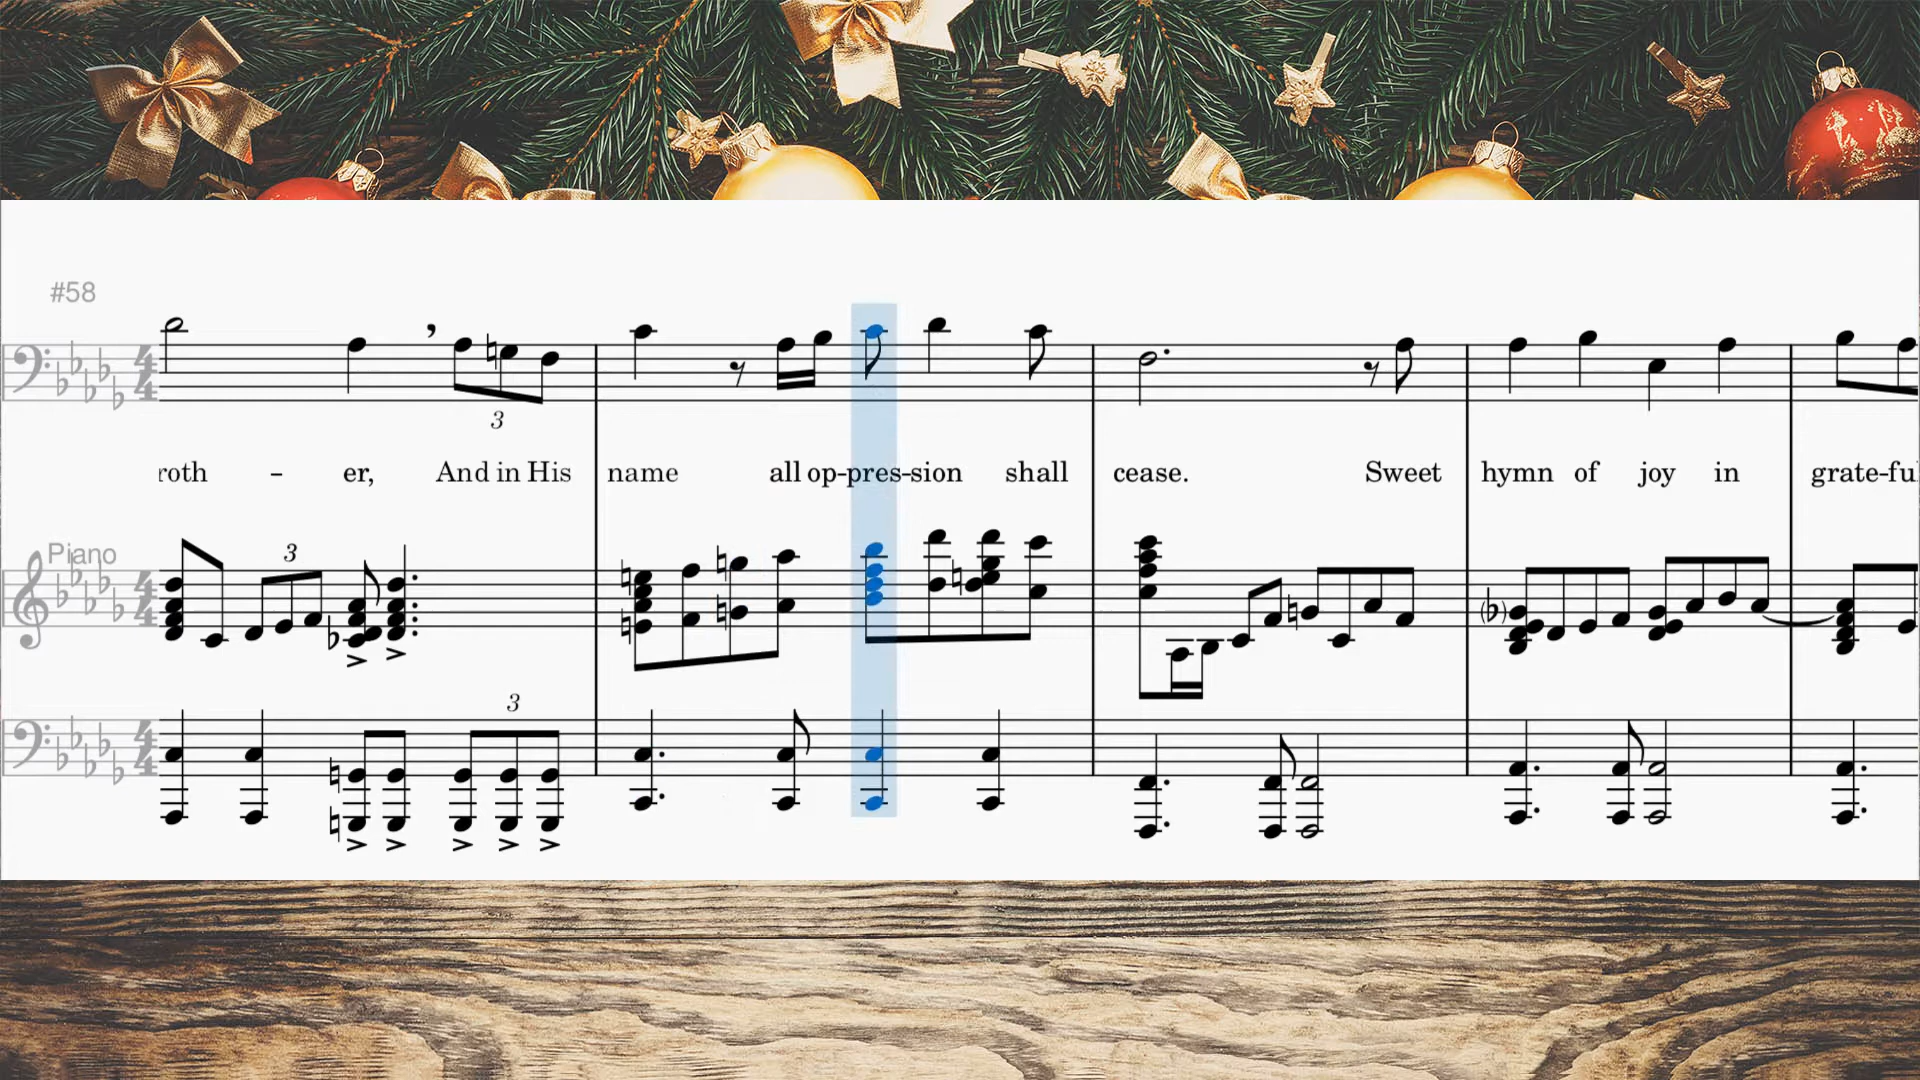 #58
3
roth - er, And in His name all op-pres-sion shall cease. Sweet hymn of joy in grate-ful
Piano
3
3